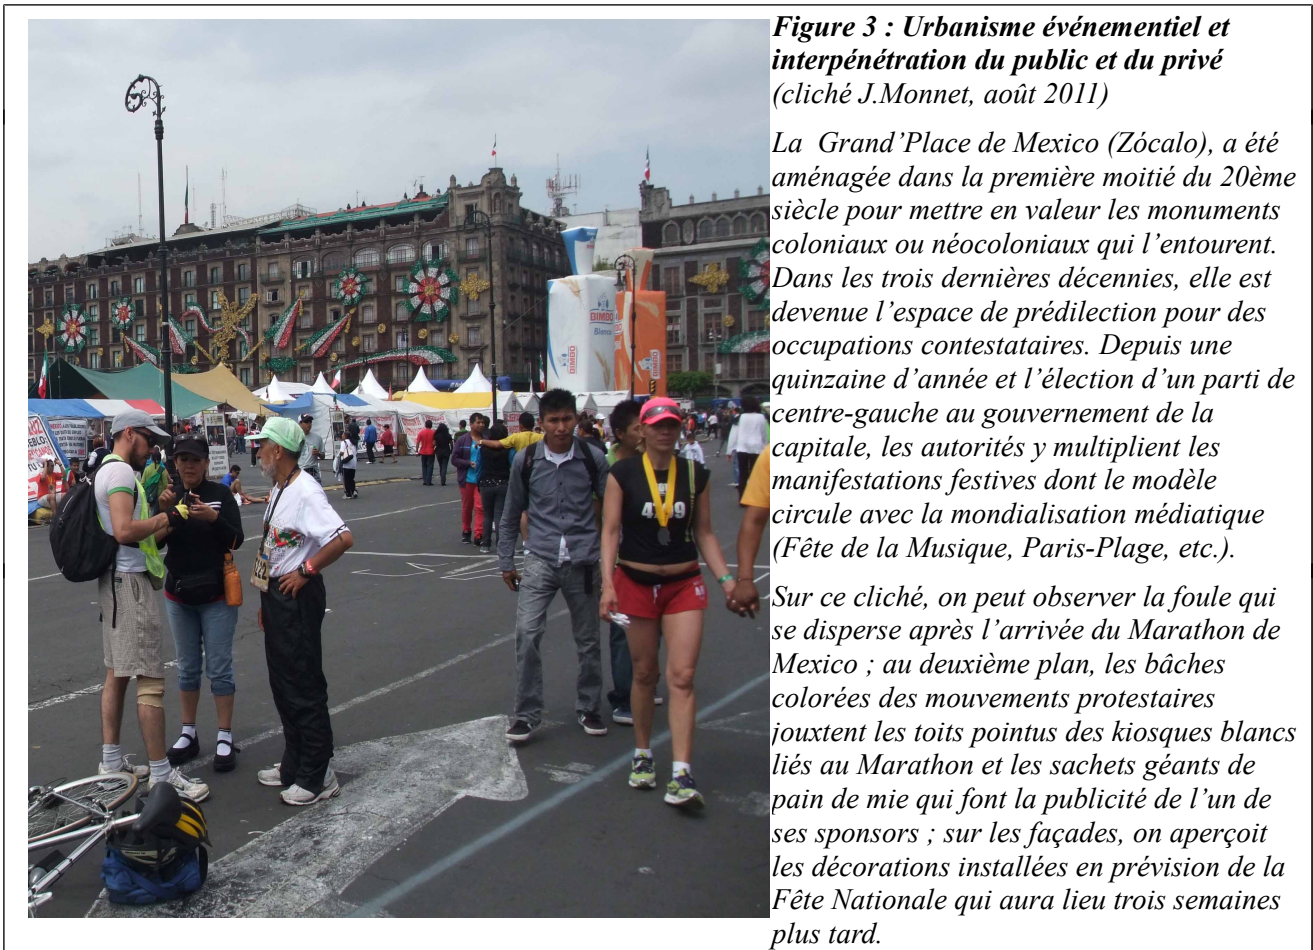 Figure 3 : Urbanisme événementiel et
interpénétration du public et du privé
(cliché J.Monnet, août 2011)
La Grand'Place de Mexico (Zócalo), a été
aménagée dans la première moitié du 20ème
siècle pour mettre en valeur les monuments
coloniaux ou néocoloniaux qui l'entourent.
Dans les trois dernières décennies, elle est
devenue l'espace de prédilection pour des
occupations contestataires. Depuis une
quinzaine d'année et l'élection d'un parti de
centre-gauche au gouvernement de la
capitale, les autorités y multiplient les
manifestations festives dont le modèle
circule avec la mondialisation médiatique
(Fête de la Musique, Paris-Plage, etc.).
Sur ce cliché, on peut observer la foule qui
se disperse après l'arrivée du Marathon de
Mexico ; au deuxième plan, les bâches
colorées des mouvements protestaires
jouxtent les toits pointus des kiosques blancs
liés au Marathon et les sachets géants de
pain de mie qui font la publicité de l'un de
ses sponsors ; sur les façades, on aperçoit
les décorations installées en prévision de la
Fête Nationale qui aura lieu trois semaines
plus tard.
BIMBO
BIMBO
BIMBO